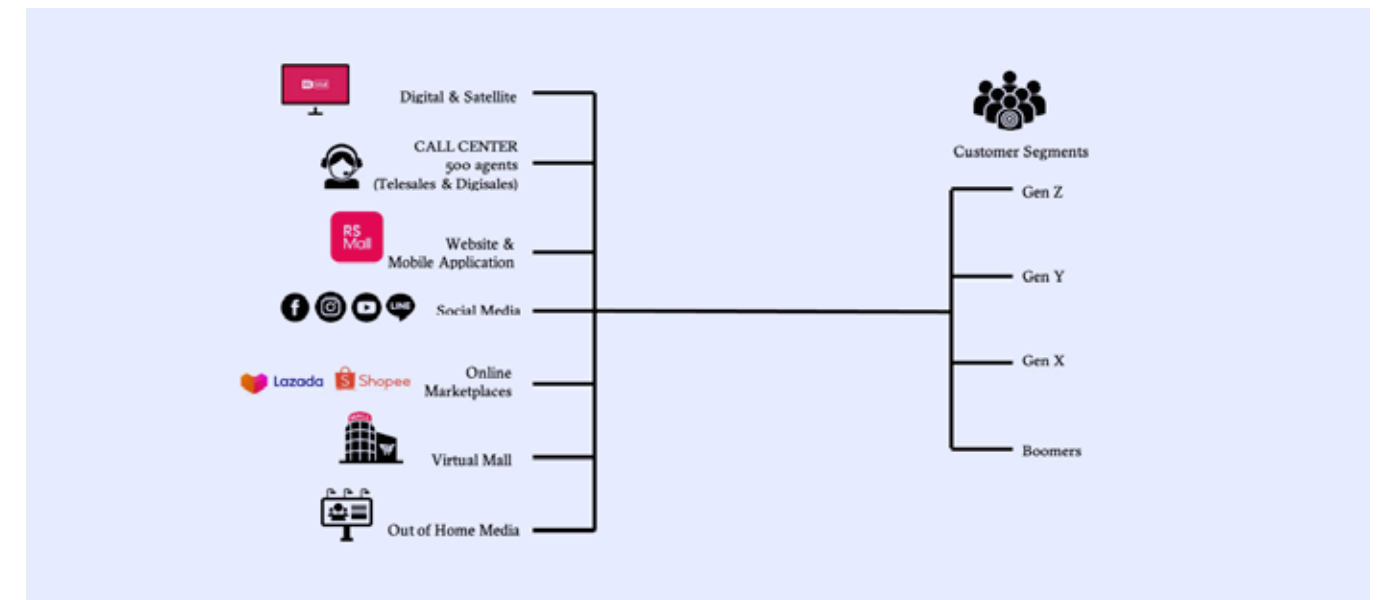 Digital & Satellite
CALL CENTER
500 agents
(Telesales & Digisales)
RS
Mall
Website &
Mobile Application
LINE
Social Media
Lazada
Shopee
Online
Marketplaces
Virtual Mall
Out of Home Media
Customer Segments
Gen Z
Gen Y
Gen X
Boomers